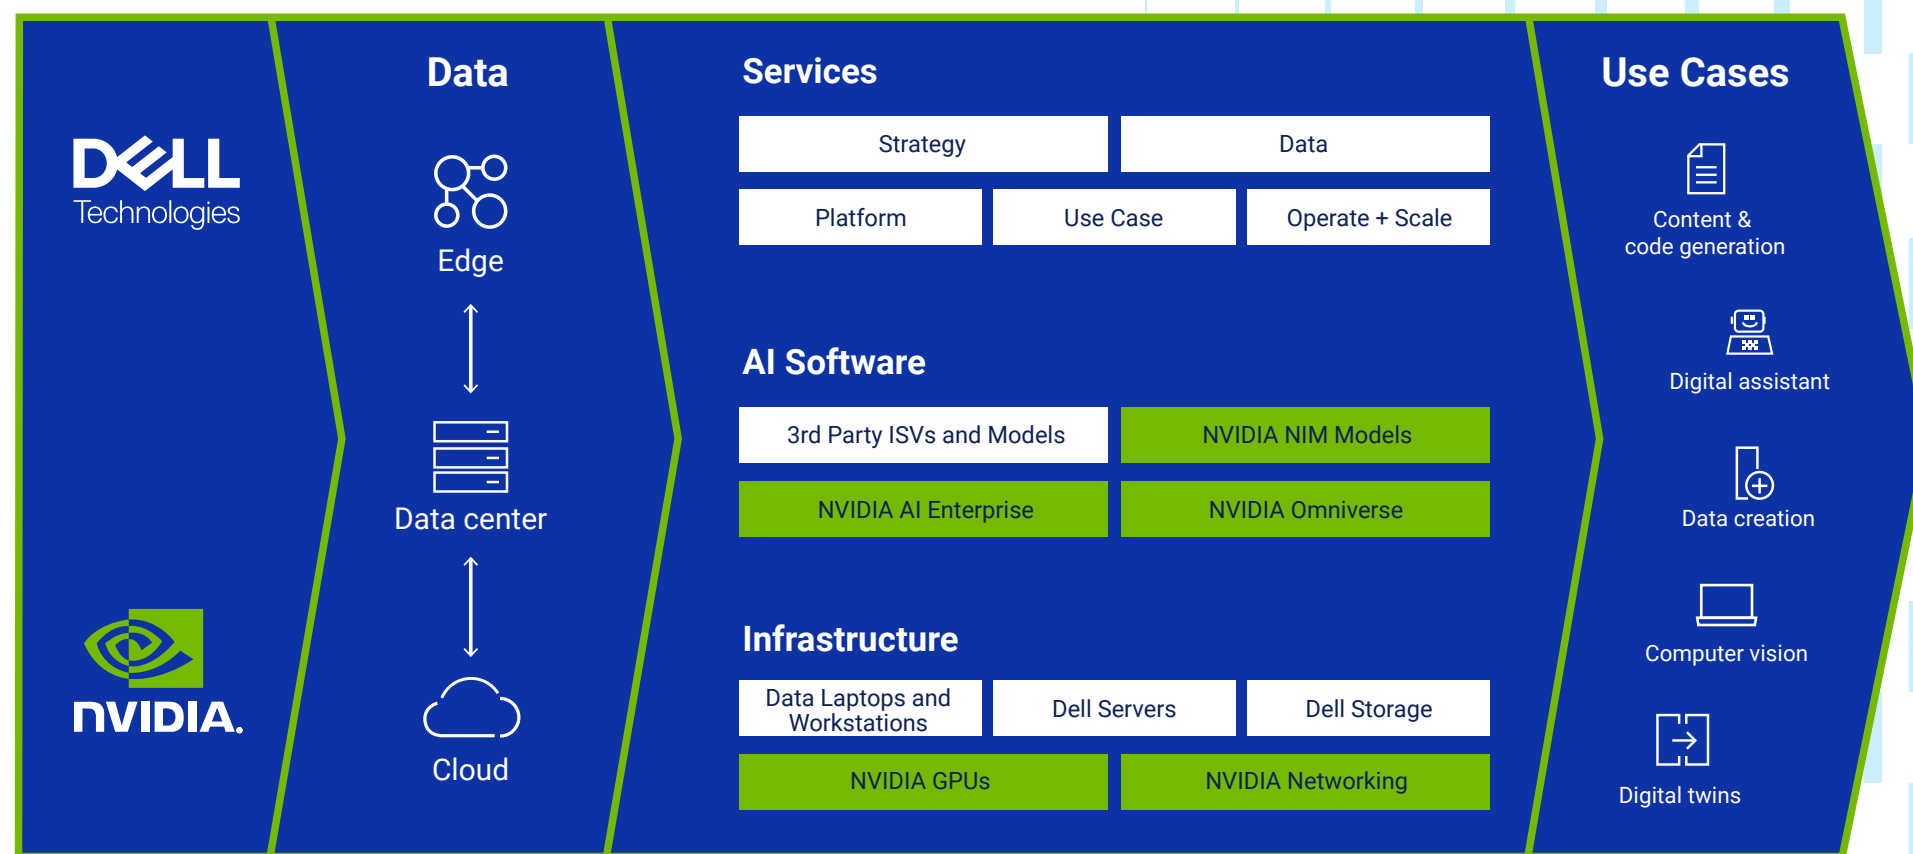 DELL
Technologies
NVIDIA.
Data
Edge
Data center
Cloud
Services
Strategy
Data
Platform
Use Case
Operate + Scale
AI Software
3rd Party ISVs and Models
NVIDIA NIM Models
NVIDIA AI Enterprise
NVIDIA Omniverse
Infrastructure
Data Laptops and
Workstations
Dell Servers
Dell Storage
NVIDIA GPUs
NVIDIA Networking
Use Cases
Content &
code generation
Digital assistant
Data creation
Computer vision
Digital twins